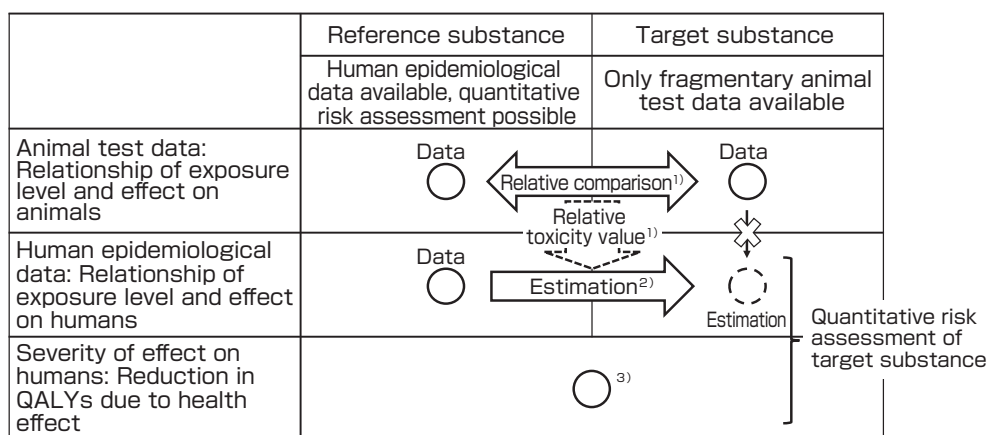 Reference substance
Target substance
Human epidemiological
data available, quantitative
risk assessment possible
Only fragmentary animal
test data available
Animal test data:
Relationship of exposure
level and effect on
animals
Data
Relative comparison1)
Data
Relative
toxicity value1)
Human epidemiological
data: Relationship of
exposure level and effect
on humans
Data
Estimation2)
Estimation
Quantitative risk
assessment of
target substance
Severity of effect on
humans: Reduction in
QALYs due to health
effect
3)